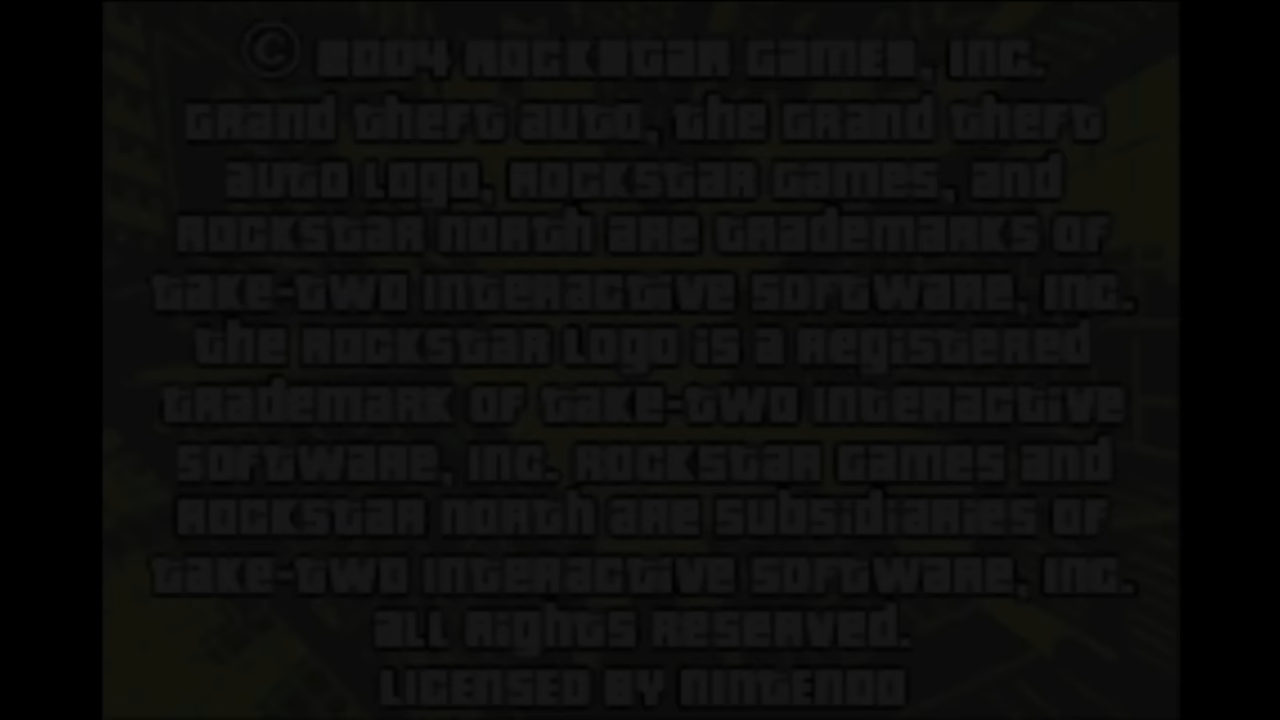 © 2004 Rockstar Games, Inc.
Grand Theft Auto, the Grand Theft
Auto Logo, Rockstar Games, and
Rockstar North are trademarks of
Take-Two Interactive Software, Inc.
The Rockstar Logo is a registered
trademark of Take-Two Interactive
Software, Inc. Rockstar Games and
Rockstar North are subsidiaries of
Take-Two Interactive Software, Inc.
All Rights Reserved.
Licensed by Nintendo